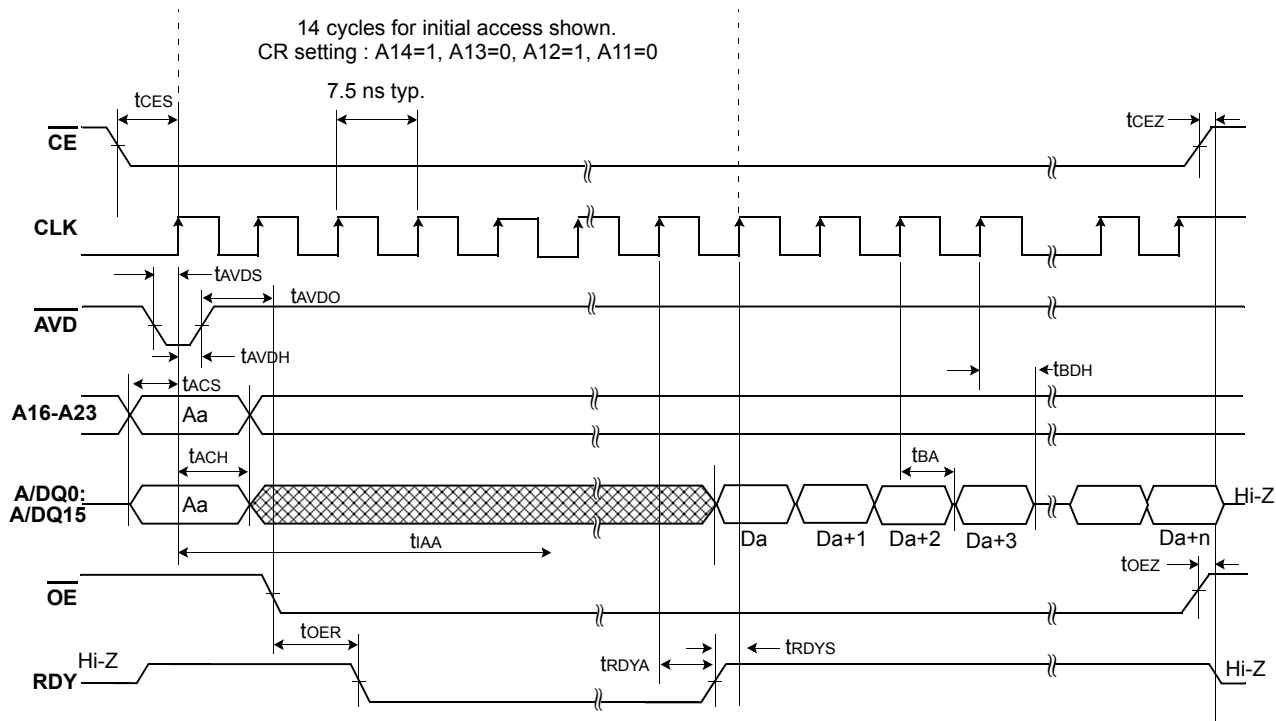 14 cycles for initial access shown.
CR setting : A14=1, A13=0, A12=1, A11=0
7.5 ns typ.
tCES
tCEZ
CE
CLK
tAVDS
tAVDO
AVD
tAVDH
tBDH
tACS
A16-A23
Aa
tACH
tBA
A/DQ0:
A/DQ15
Aa
Hi-Z
Da
Da+1
Da+2
Da+3
Da+n
tIAA
tOEZ
OE
tOER
tRDYA
tRDYS
Hi-Z
RDY
Hi-Z